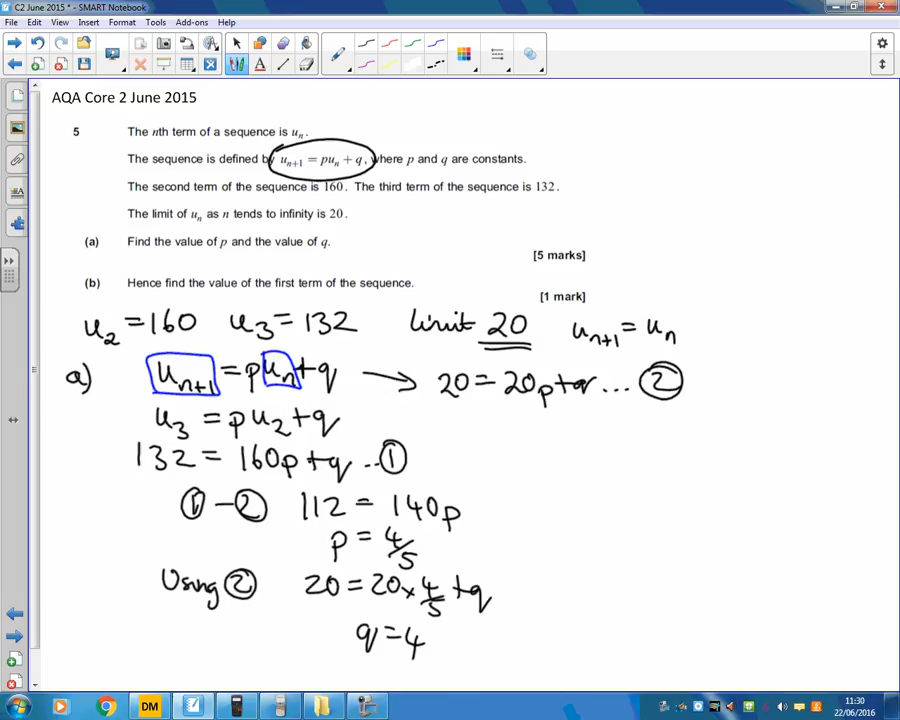 C2 June 2015 * - SMART Notebook
File Edit View Insert Format Tools Add-ons Help
AQA Core 2 June 2015
5 The nth term of a sequence is uₙ.
The sequence is defined by uₙ₊₁ = puₙ + q, where p and q are constants.
The second term of the sequence is 160. The third term of the sequence is 132.
The limit of uₙ as n tends to infinity is 20.
(a) Find the value of p and the value of q.
[5 marks]
(b) Hence find the value of the first term of the sequence.
[1 mark]
u₂ = 160 u₃ = 132 limit 20 uₙ₊₁ = uₙ
a) uₙ₊₁ = puₙ + q → 20 = 20p + q ... ②
u₃ = pu₂ + q
132 = 160p + q ... ①
① - ② 112 = 140p
p = 4/5
Using ② 20 = 20 × 4/5 + q
q = 4
DM
11:30
22/06/2016